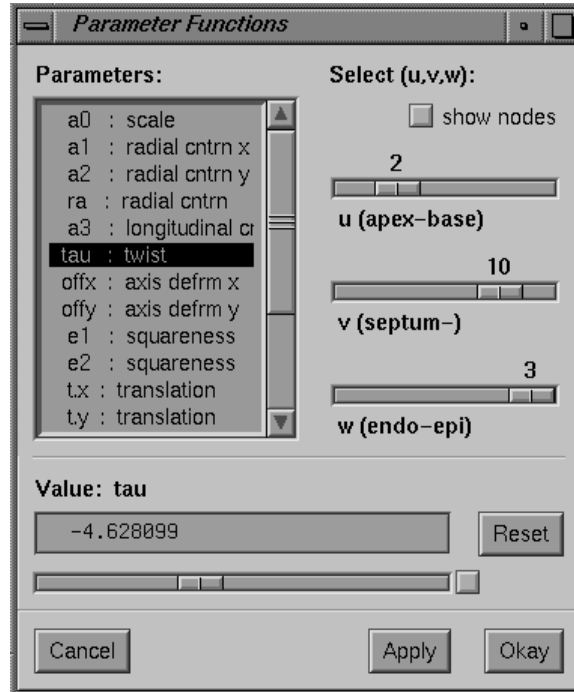 Parameter Functions
Parameters:
a0 : scale
a1 : radial cntrn x
a2 : radial cntrn y
ra : radial cntrn
a3 : longitudinal cr
tau : twist
offx : axis defrm x
offy : axis defrm y
e1 : squareness
e2 : squareness
t.x : translation
t.y : translation
Select (u,v,w):
show nodes
2
u (apex-base)
10
v (septum-)
3
w (endo-epi)
Value: tau
-4.628099
Reset
Cancel
Apply
Okay